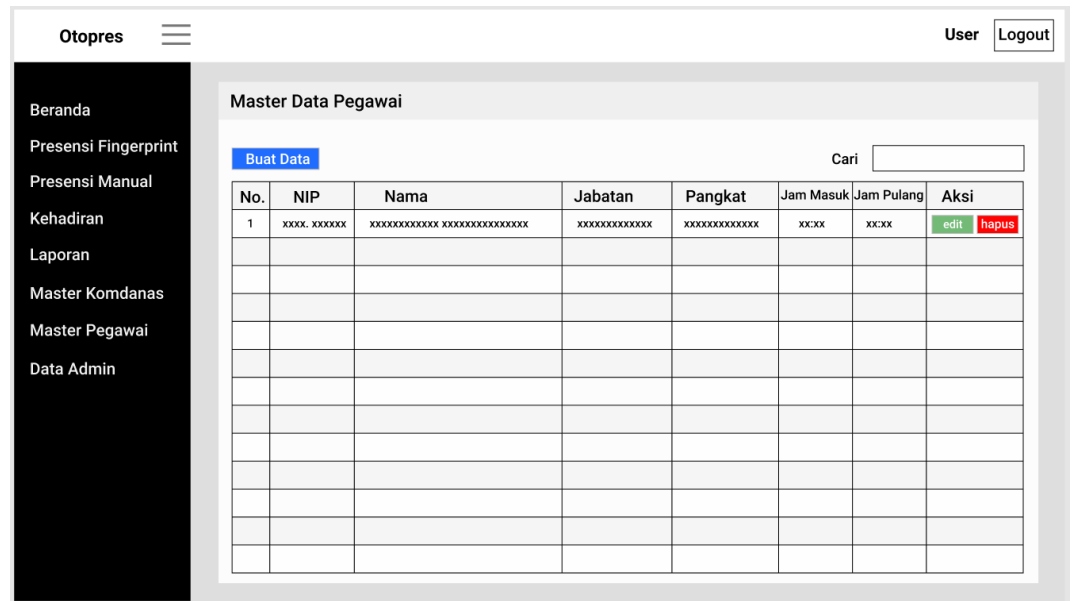 Otopres
User Logout
Beranda
Presensi Fingerprint
Presensi Manual
Kehadiran
Laporan
Master Komdanas
Master Pegawai
Data Admin
Master Data Pegawai
Buat Data
Cari
No. NIP Nama Jabatan Pangkat Jam Masuk Jam Pulang Aksi
1 xxxx. xxxxxx xxxxxxxxxxxx xxxxxxxxxxxxxxx xxxxxxxxxxxxx xxxxxxxxxxxxx xx:xx xx:xx edit hapus